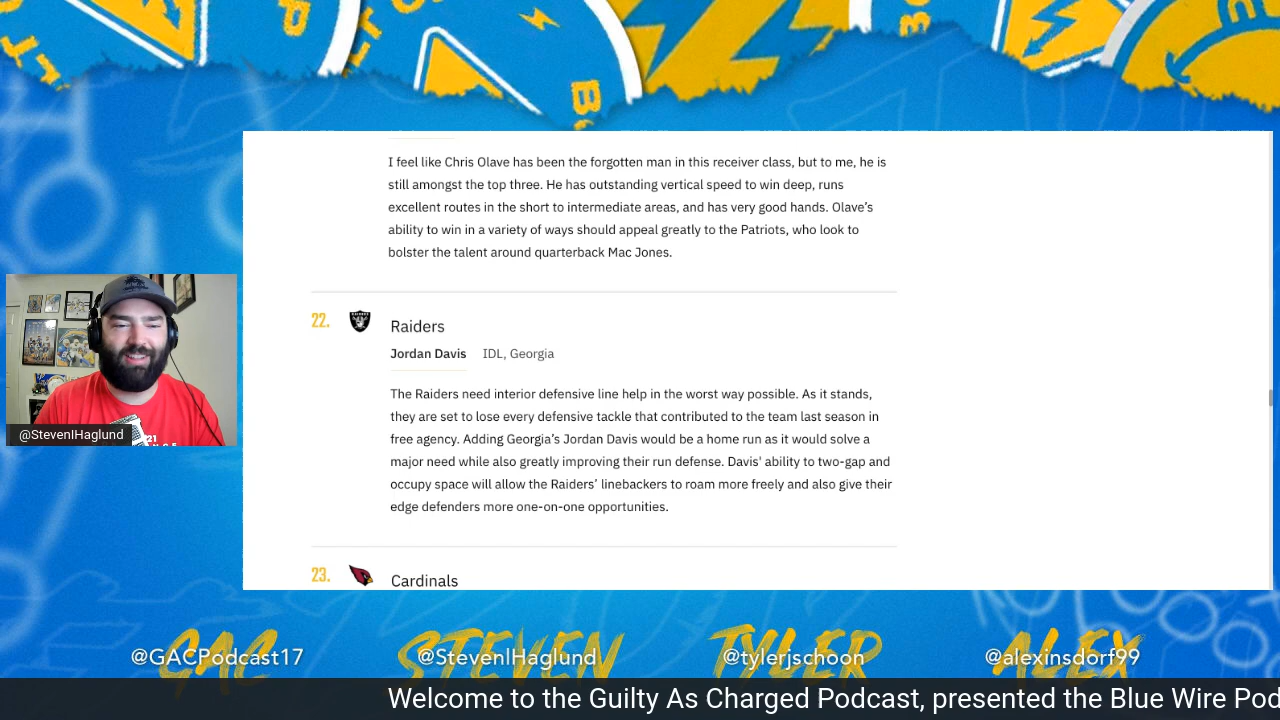 I feel like Chris Olave has been the forgotten man in this receiver class, but to me, he is
still amongst the top three. He has outstanding vertical speed to win deep, runs
excellent routes in the short to intermediate areas, and has very good hands. Olave’s
ability to win in a variety of ways should appeal greatly to the Patriots, who look to
bolster the talent around quarterback Mac Jones.
22.
Raiders
Jordan Davis IDL, Georgia
The Raiders need interior defensive line help in the worst way possible. As it stands,
they are set to lose every defensive tackle that contributed to the team last season in
free agency. Adding Georgia’s Jordan Davis would be a home run as it would solve a
major need while also greatly improving their run defense. Davis' ability to two-gap and
occupy space will allow the Raiders’ linebackers to roam more freely and also give their
edge defenders more one-on-one opportunities.
23.
Cardinals
@StevenIHaglund
GAC STEVEN TYLER ALEX
@GACPodcast17 @StevenIHaglund @tylerjschoon @alexinsdorf99
Welcome to the Guilty As Charged Podcast, presented the Blue Wire Pod